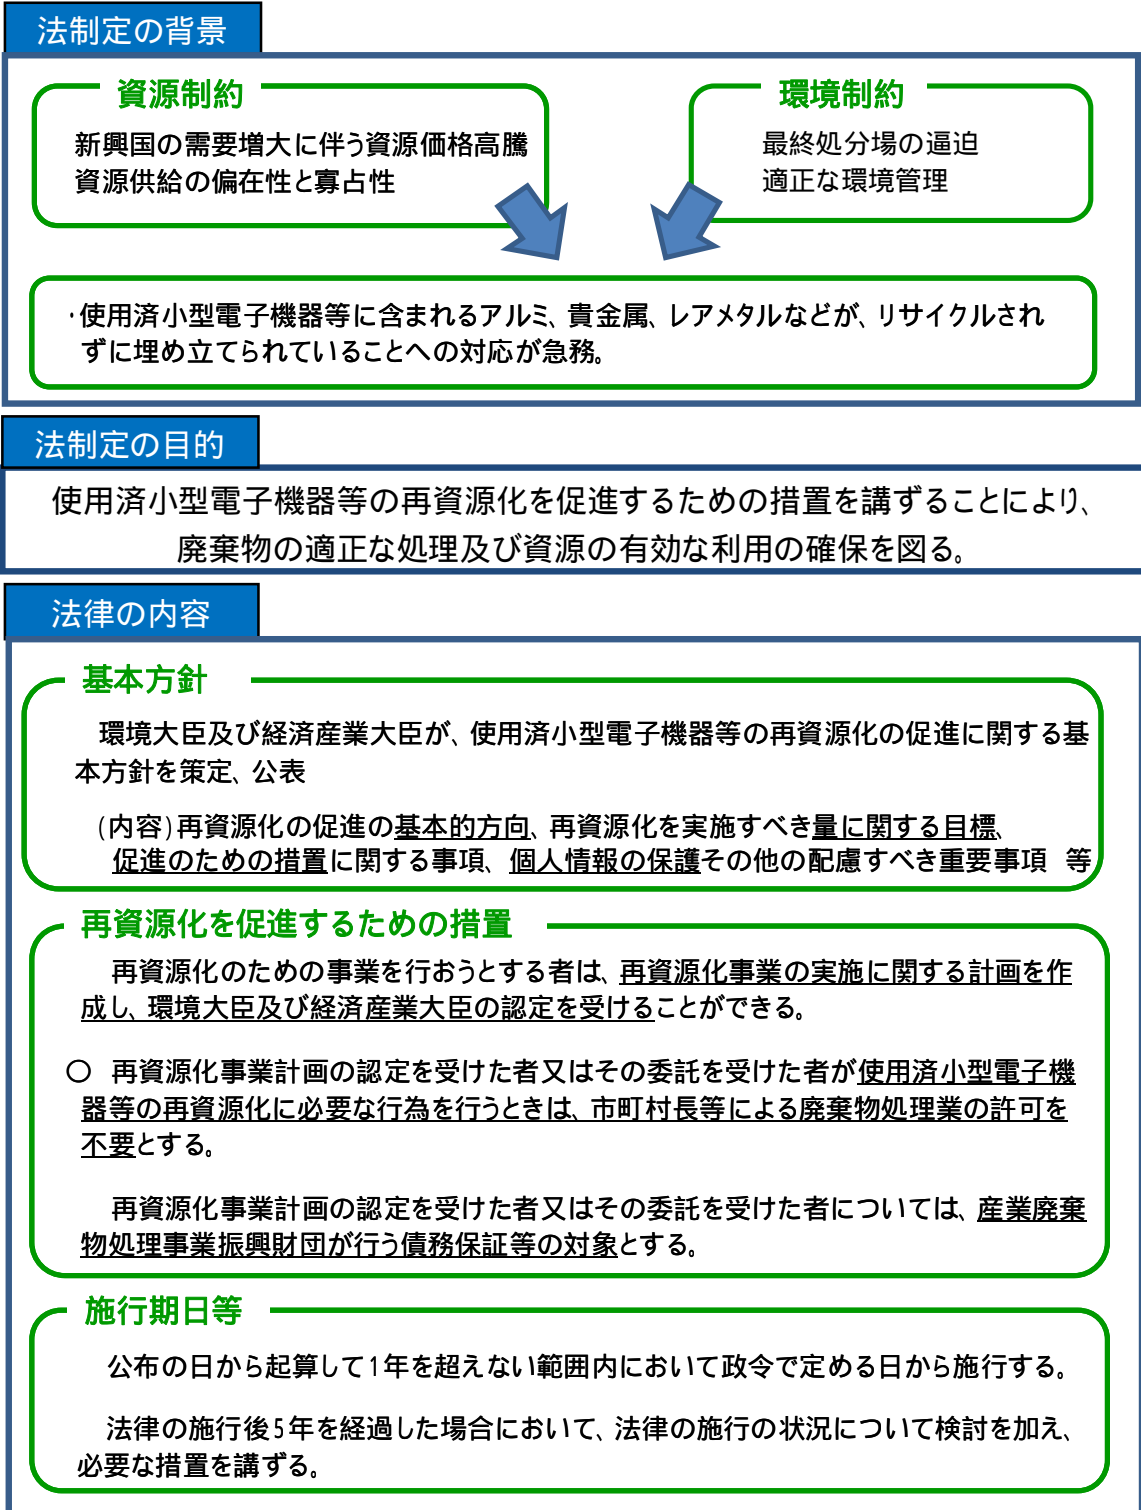 法制定の背景
資源制約
新興国の需要増大に伴う資源価格高騰
資源供給の偏在性と寡占性
環境制約
最終処分場の逼迫
適正な環境管理
・使用済小型電子機器等に含まれるアルミ、貴金属、レアメタルなどが、リサイクルされ
ずに埋め立てられていることへの対応が急務。
法制定の目的
使用済小型電子機器等の再資源化を促進するための措置を講ずることにより、
廃棄物の適正な処理及び資源の有効な利用の確保を図る。
法律の内容
基本方針
環境大臣及び経済産業大臣が、使用済小型電子機器等の再資源化の促進に関する基
本方針を策定、公表
(内容)再資源化の促進の基本的方向、再資源化を実施すべき量に関する目標、
促進のための措置に関する事項、個人情報の保護その他の配慮すべき重要事項 等
再資源化を促進するための措置
再資源化のための事業を行おうとする者は、再資源化事業の実施に関する計画を作
成し、環境大臣及び経済産業大臣の認定を受けることができる。
○ 再資源化事業計画の認定を受けた者又はその委託を受けた者が使用済小型電子機
器等の再資源化に必要な行為を行うときは、市町村長等による廃棄物処理業の許可を
不要とする。
再資源化事業計画の認定を受けた者又はその委託を受けた者については、産業廃棄
物処理事業振興財団が行う債務保証等の対象とする。
施行期日等
公布の日から起算して1年を超えない範囲内において政令で定める日から施行する。
法律の施行後5年を経過した場合において、法律の施行の状況について検討を加え、
必要な措置を講ずる。